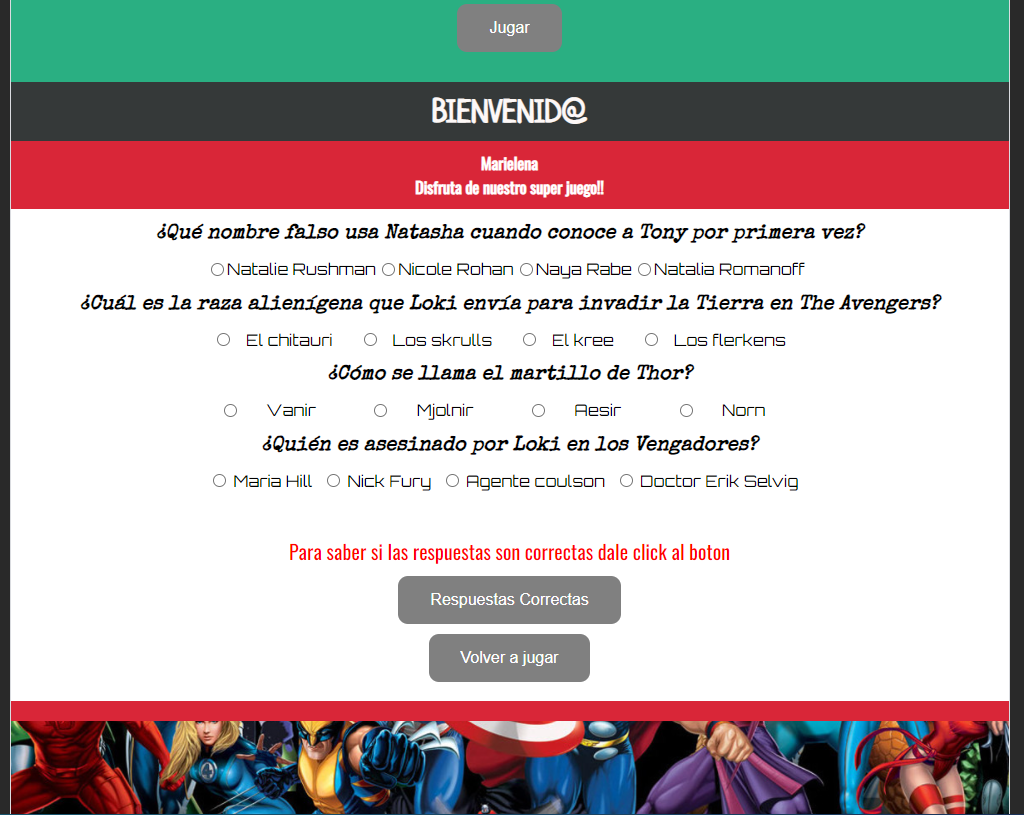 Jugar
BIENVENID@
Marielena
Disfruta de nuestro super juego!!
¿Qué nombre falso usa Natasha cuando conoce a Tony por primera vez?
Natalie Rushman Nicole Rohan Naya Rabe Natalia Romanoff
¿Cuál es la raza alienígena que Loki envía para invadir la Tierra en The Avengers?
El chitauri Los skrulls El kree Los flerkens
¿Cómo se llama el martillo de Thor?
Vanir Mjolnir Aesir Norn
¿Quién es asesinado por Loki en los Vengadores?
Maria Hill Nick Fury Agente coulson Doctor Erik Selvig
Para saber si las respuestas son correctas dale click al boton
Respuestas Correctas
Volver a jugar
4